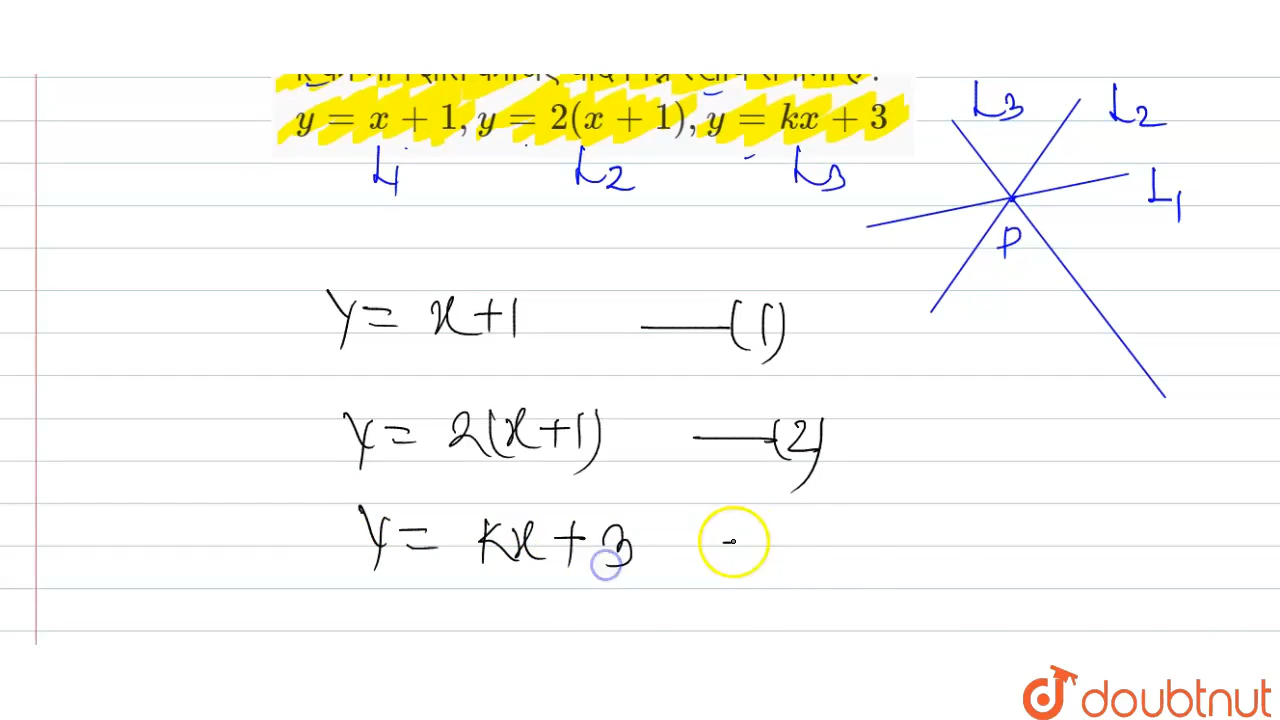 y = x + 1, y = 2(x + 1), y = kx + 3
L1 L2 L3
L3 L2
L1
P
y = x + 1 —(1)
y = 2(x + 1) —(2)
y = kx + 3 -
doubtnut